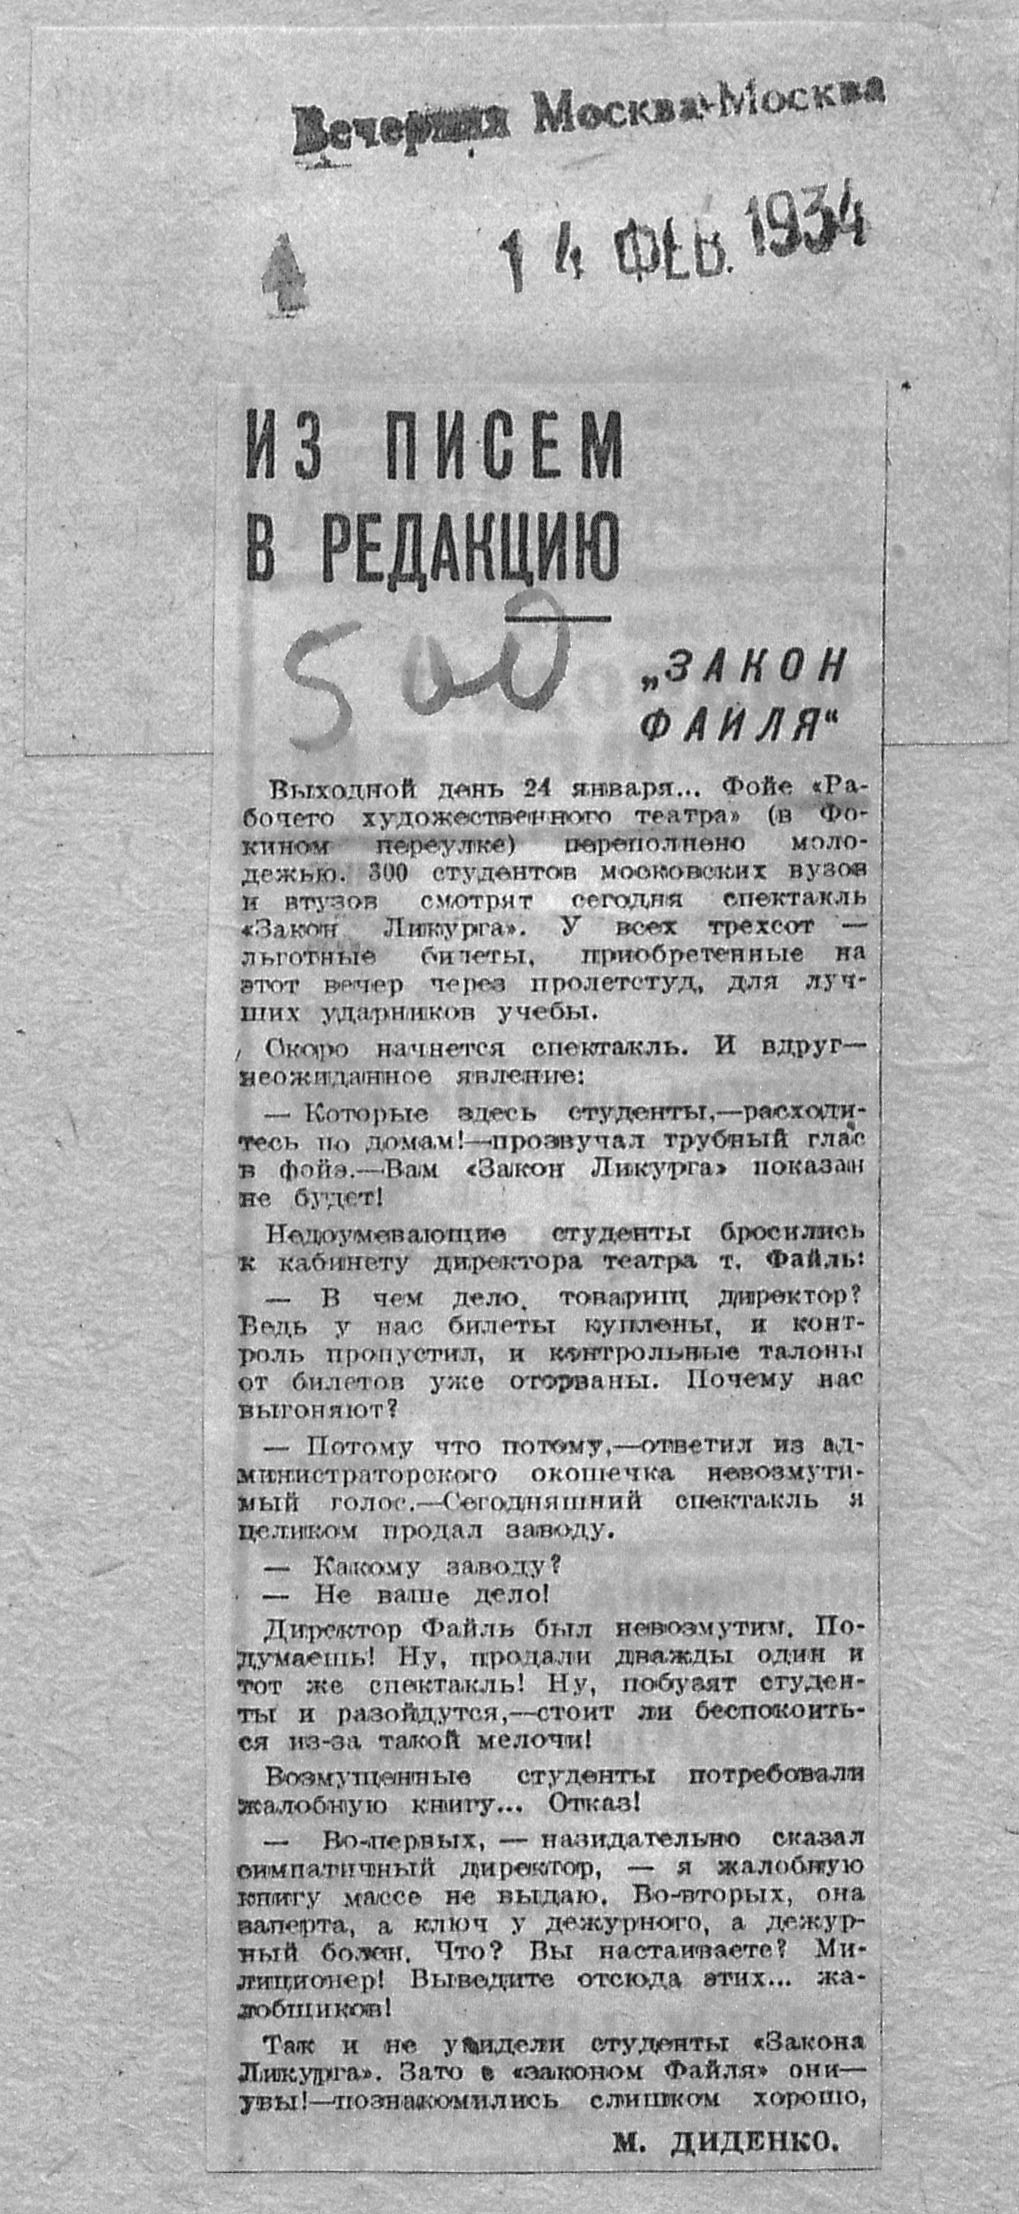 Вечерняя Москва-Москва
14 ФЕВ. 1934
ИЗ ПИСЕМ
В РЕДАКЦИЮ
500
„ЗАКОН
ФАЙЛЯ“
Выходной день 24 января... Фойе «Ра-
бочего художественного театра» (в Фо-
кином переулке) переполнено моло-
дежью. 300 студентов московских вузов
и втузов смотрят сегодня спектакль
«Закон Ликурга». У всех трехсот —
льготные билеты, приобретенные на
этот вечер через пролетстуд, для луч-
ших ударников учебы.
Скоро начнется спектакль. И вдруг—
неожиданное явление:
— Которые здесь студенты,—расходи-
тесь по домам!—прозвучал трубный глас
в фойэ.—Вам «Закон Ликурга» показан
не будет!
Недоумевающие студенты бросились
к кабинету директора театра т. Файль:
— В чем дело, товарищ директор?
Ведь у нас билеты куплены, и конт-
роль пропустил, и контрольные талоны
от билетов уже оторваны. Почему нас
выгоняют?
— Потому что потому,—ответил из ад-
министраторского окошечка невозмути-
мый голос.—Сегодняшний спектакль я
целиком продал заводу.
— Какому заводу?
— Не ваше дело!
Директор Файль был невозмутим. По-
думаешь! Ну, продали дважды один и
тот же спектакль! Ну, побузят студен-
ты и разойдутся,—стоит ли беспокоить-
ся из-за такой мелочи!
Возмущенные студенты потребовали
жалобную книгу... Отказ!
— Во-первых, — назидательно сказал
симпатичный директор, — я жалобную
книгу массе не выдаю. Во-вторых, она
заперта, а ключ у дежурного, а дежур-
ный болен. Что? Вы настаиваете? Ми-
лиционер! Выведите отсюда этих... жа-
лобщиков!
Так и не увидели студенты «Закона
Ликурга». Зато с «законом Файля» они—
увы!—познакомились слишком хорошо,
М. ДИДЕНКО.